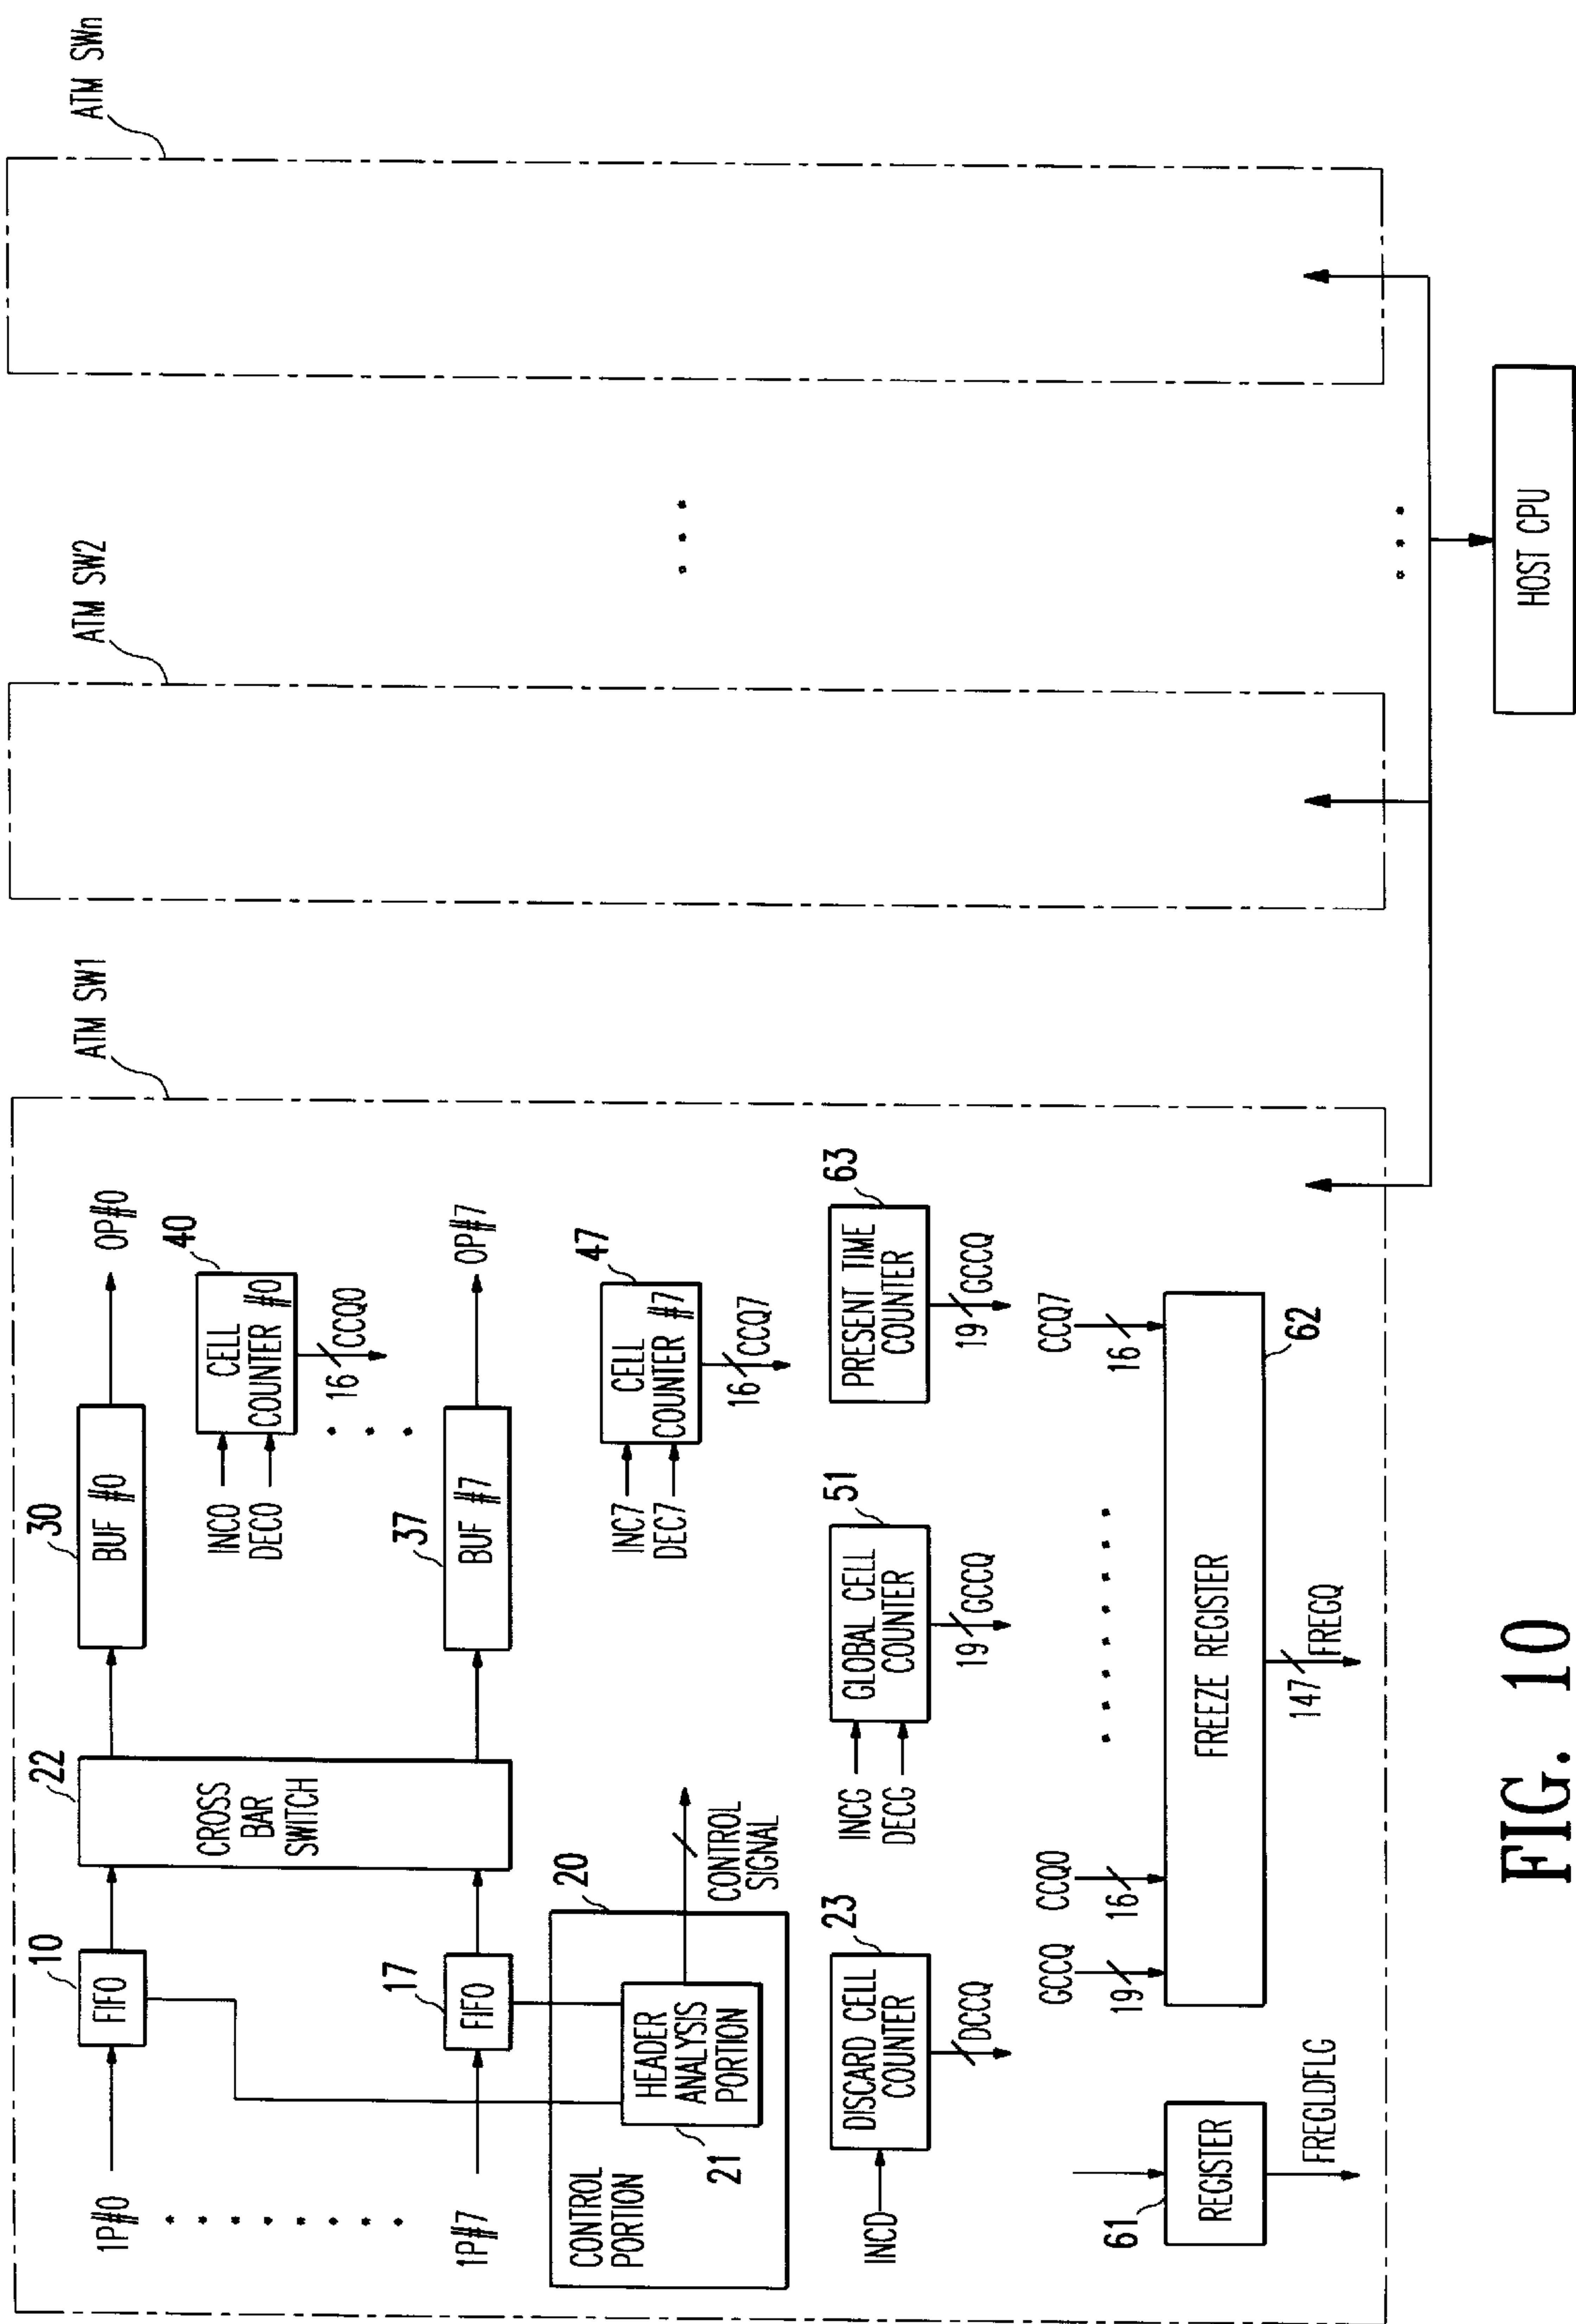 ATM SW1
ATM SW2
ATM SWn
1P#0
10
FIFO
22
CROSS
BAR
SWITCH
30
BUF #0
OP#0
INC0
DEC0
40
CELL
COUNTER #0
16
CCQ0
1P#7
17
FIFO
37
BUF #7
OP#7
CONTROL
PORTION
20
21
HEADER
ANALYSIS
PORTION
CONTROL
SIGNAL
INC7
DEC7
47
CELL
COUNTER #7
16
CCQ7
INCD
23
DISCARD CELL
COUNTER
DCCQ
INCG
DECG
51
GLOBAL CELL
COUNTER
19
GCCQ
63
PRESENT TIME
COUNTER
19
GCCQ
61
REGISTER
FREGLDFLG
GCCQ
19
CCQ0
16
CCQ7
16
FREEZE REGISTER
62
147
FREGQ
HOST CPU
FIG. 10